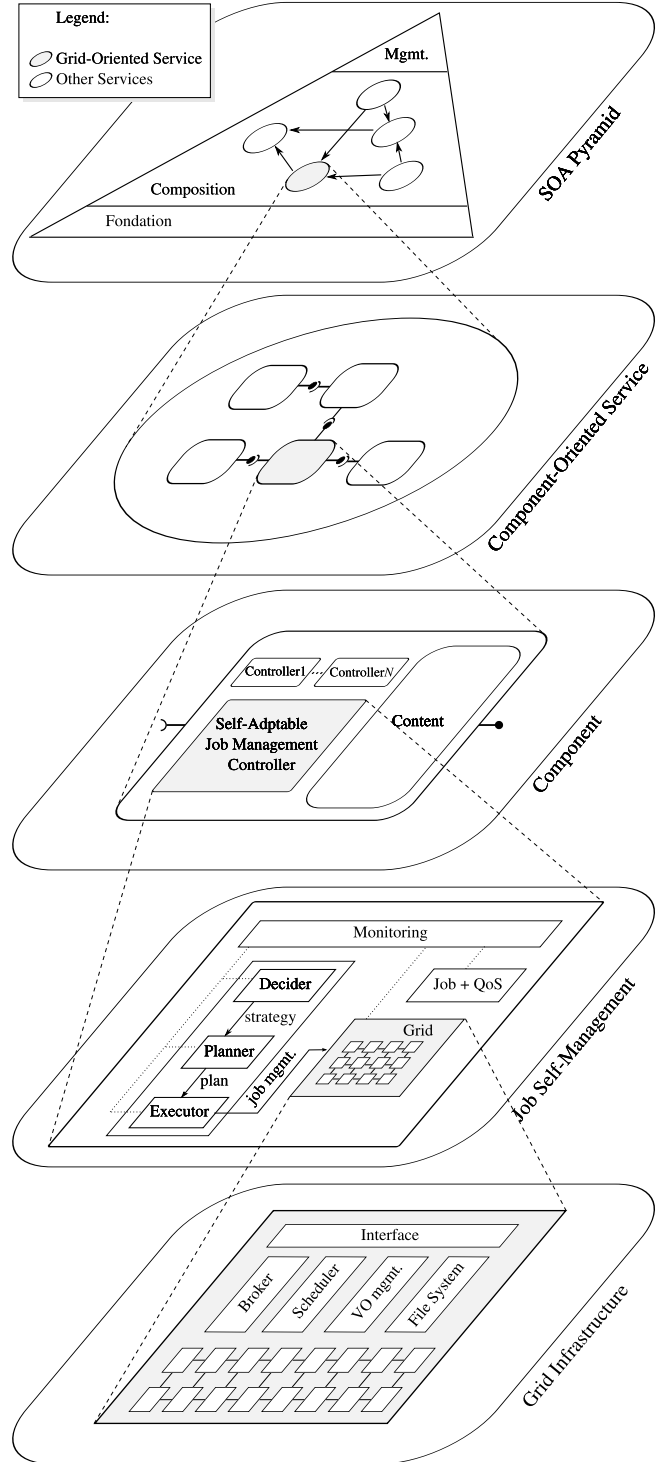 Legend:
Grid-Oriented Service
Other Services
Mgmt.
Composition
Fondation
SOA Pyramid
Component-Oriented Service
Controller1
ControllerN
Self-Adptable
Job Management
Controller
Content
Component
Monitoring
Decider
Job + QoS
strategy
Grid
Planner
plan
job mgmt.
Executor
Job Self-Management
Interface
Broker
Scheduler
VO mgmt.
File System
Grid Infrastructure